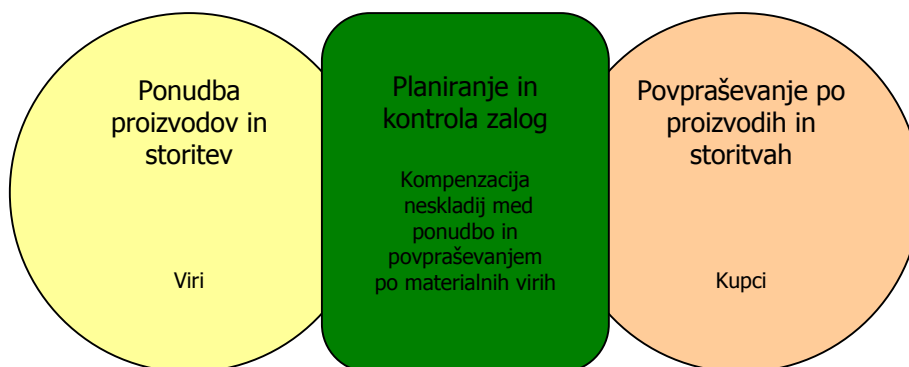 Ponudba
proizvodov in
storitev
Viri
Planiranje in
kontrola zalog
Kompenzacija
neskladij med
ponudbo in
povpraševanjem
po materialnih virih
Povpraševanje po
proizvodih in
storitvah
Kupci